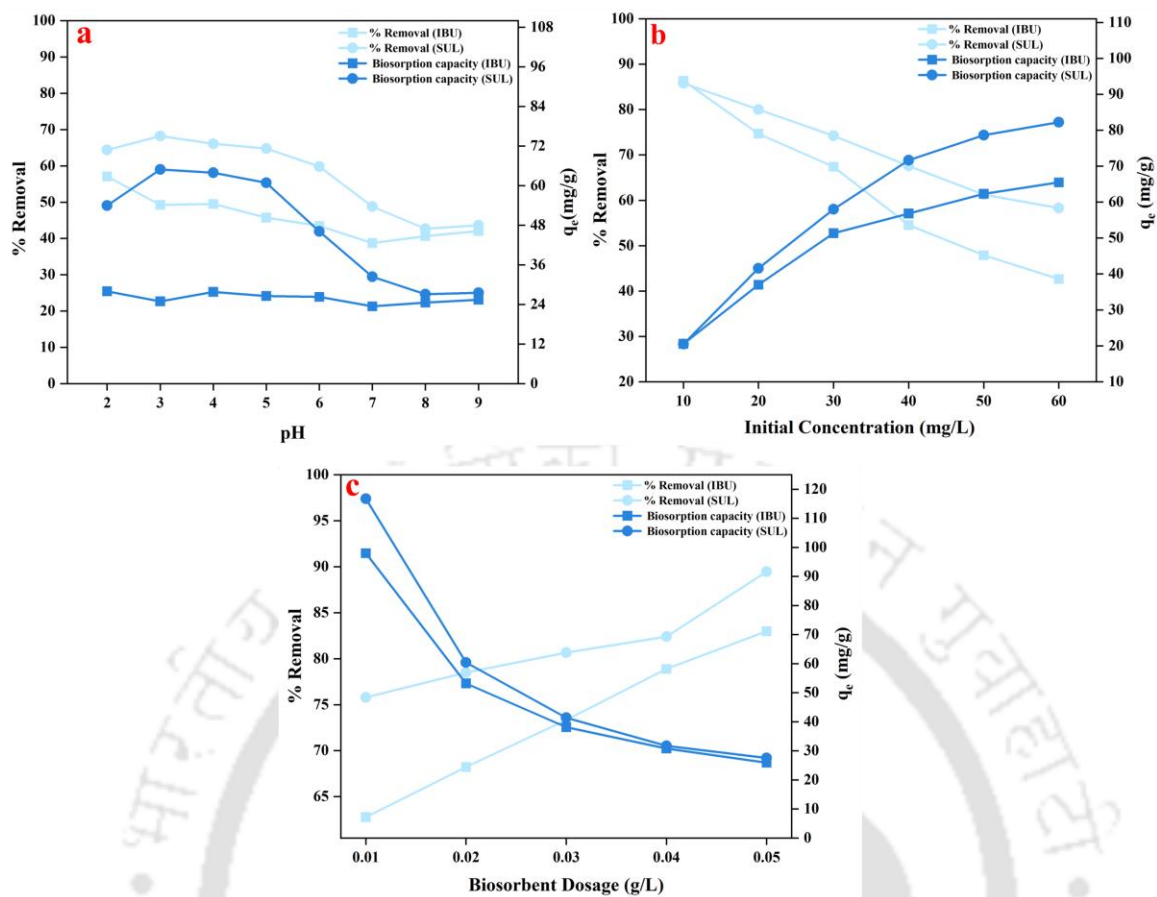 a
% Removal (IBU)
% Removal (SUL)
Biosorption capacity (IBU)
Biosorption capacity (SUL)
% Removal
100
90
80
70
60
50
40
30
20
10
0
qe(mg/g)
108
96
84
72
60
48
36
24
12
0
2 3 4 5 6 7 8 9
pH
b
% Removal (IBU)
% Removal (SUL)
Biosorption capacity (IBU)
Biosorption capacity (SUL)
% Removal
100
90
80
70
60
50
40
30
20
qe (mg/g)
110
100
90
80
70
60
50
40
30
20
10
10 20 30 40 50 60
Initial Concentration (mg/L)
c
% Removal (IBU)
% Removal (SUL)
Biosorption capacity (IBU)
Biosorption capacity (SUL)
% Removal
100
95
90
85
80
75
70
65
qe (mg/g)
120
110
100
90
80
70
60
50
40
30
20
10
0
0.01 0.02 0.03 0.04 0.05
Biosorbent Dosage (g/L)